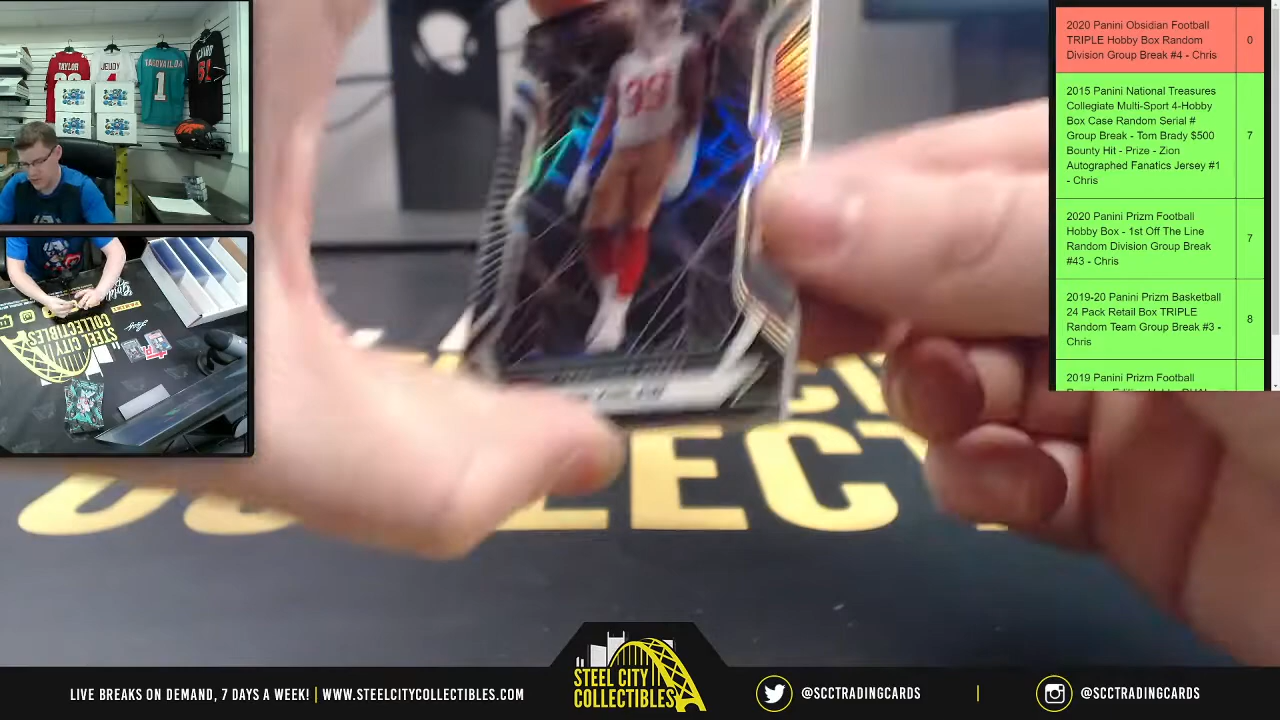 2020 Panini Obsidian Football
TRIPLE Hobby Box Random
Division Group Break #4 - Chris
0
2015 Panini National Treasures
Collegiate Multi-Sport 4-Hobby
Box Case Random Serial #
Group Break - Tom Brady $500
Bounty Hit - Prize - Zion
Autographed Fanatics Jersey #1
- Chris
7
2020 Panini Prizm Football
Hobby Box - 1st Off The Line
Random Division Group Break
#43 - Chris
7
2019-20 Panini Prizm Basketball
24 Pack Retail Box TRIPLE
Random Team Group Break #3 -
Chris
8
2019 Panini Prizm Football
TAYLOR
JEUDY
TAGOVAILOA
1
STEEL CITY
COLLECTIBLES
99
LIVE BREAKS ON DEMAND, 7 DAYS A WEEK! | WWW.STEELCITYCOLLECTIBLES.COM
STEEL CITY
COLLECTIBLES
@SCCTRADINGCARDS
@SCCTRADINGCARDS